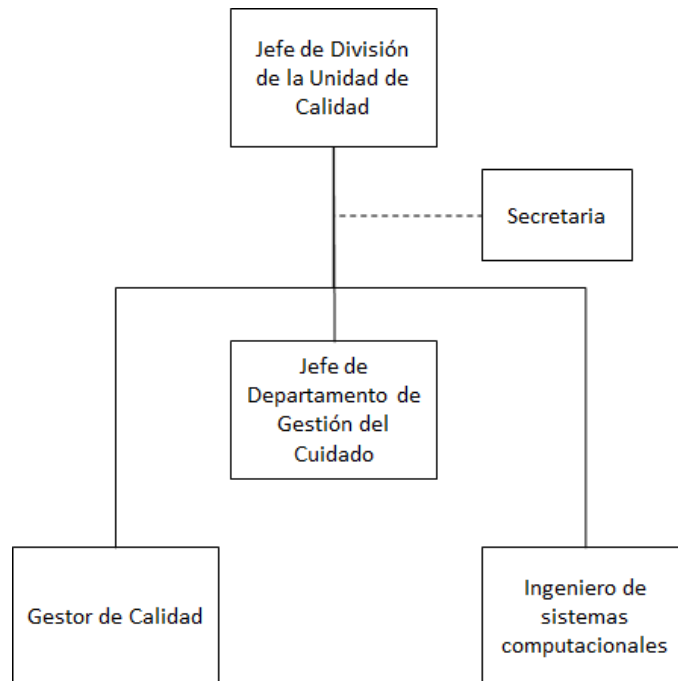 Jefe de División
de la Unidad de
Calidad
Secretaria
Jefe de
Departamento de
Gestión del
Cuidado
Gestor de Calidad
Ingeniero de
sistemas
computacionales